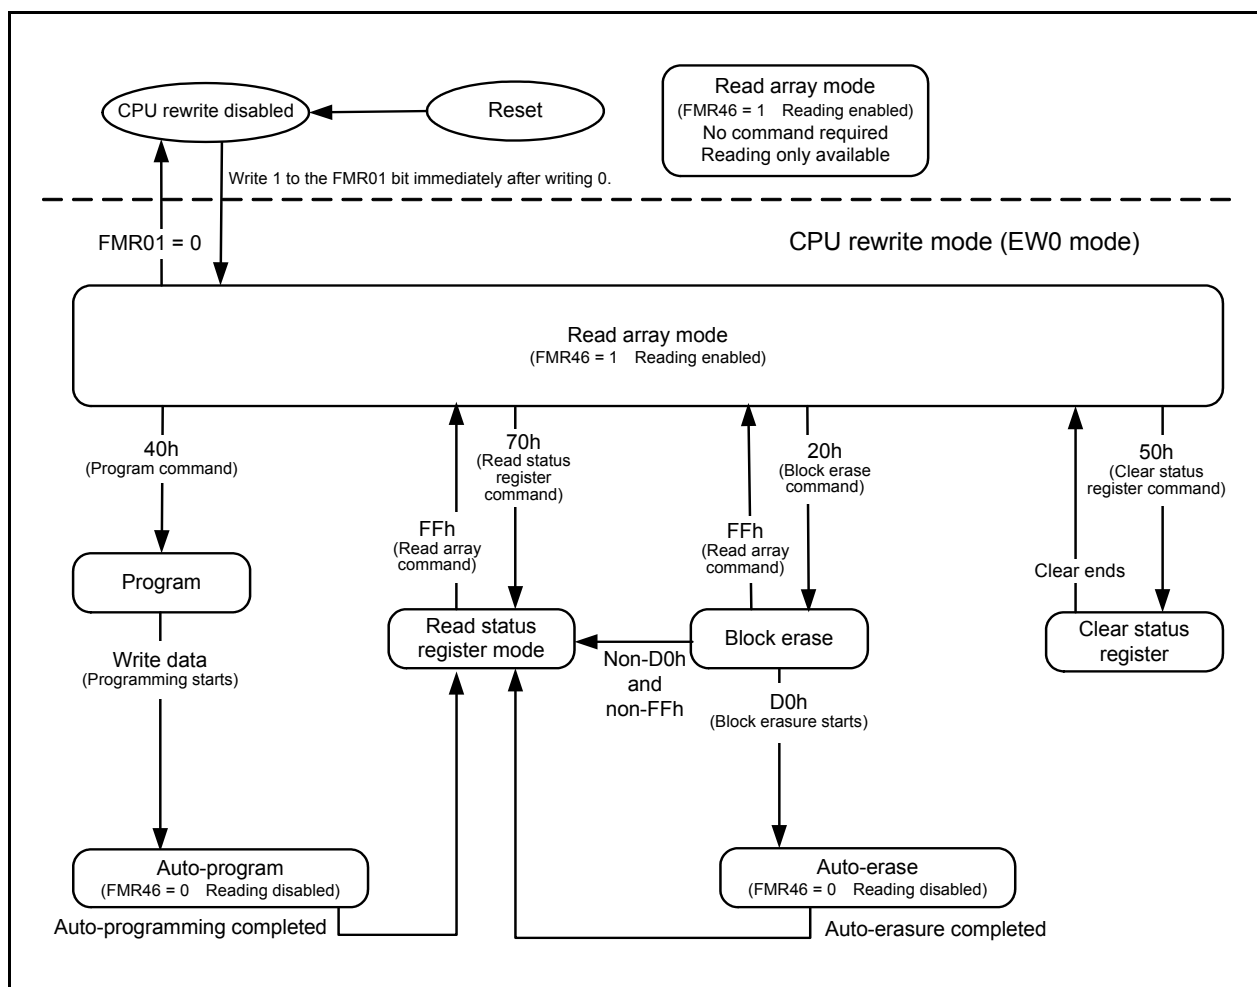 CPU rewrite disabled
Reset
Read array mode
(FMR46 = 1 Reading enabled)
No command required
Reading only available
Write 1 to the FMR01 bit immediately after writing 0.
FMR01 = 0
CPU rewrite mode (EW0 mode)
Read array mode
(FMR46 = 1 Reading enabled)
40h
(Program command)
70h
(Read status
register
command)
20h
(Block erase
command)
50h
(Clear status
register command)
FFh
(Read array
command)
FFh
(Read array
command)
Clear ends
Program
Read status
register mode
Block erase
Clear status
register
Write data
(Programming starts)
Non-D0h
and
non-FFh
D0h
(Block erasure starts)
Auto-program
(FMR46 = 0 Reading disabled)
Auto-erase
(FMR46 = 0 Reading disabled)
Auto-programming completed
Auto-erasure completed